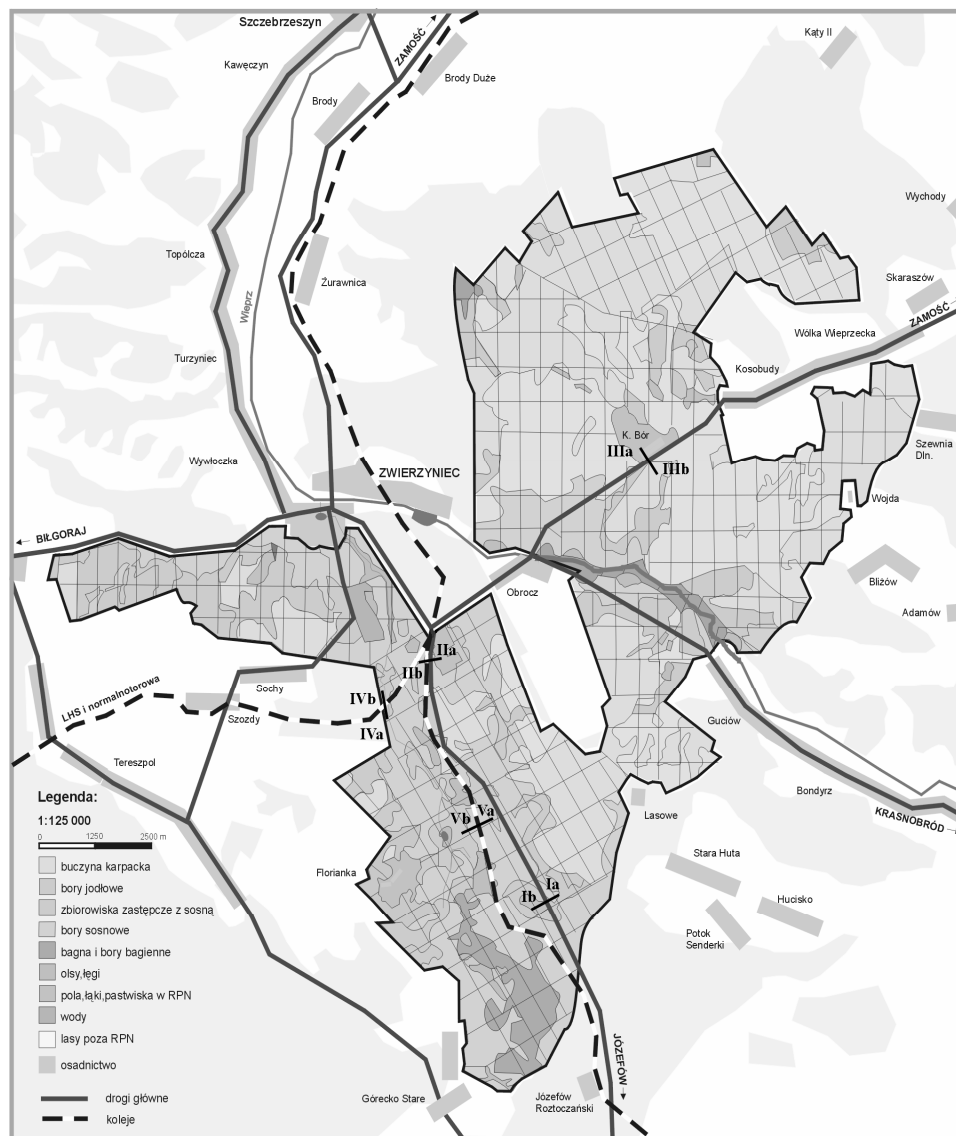 Szczebrzeszyn
ZAMOŚĆ
Kąty II
Kawęczyn
Brody Duże
Brody
Wychody
Topólcza
Skaraszów
Żurawnica
Wieprz
ZAMOŚĆ
Wólka Wieprzecka
Turzyniec
Kosobudy
K. Bór
Szewnia
Dln.
IIIa
IIIb
Wywłoczka
ZWIERZYNIEC
Wojda
BIŁGORAJ
Bliżów
Obrocz
Adamów
IIa
IIb
LHS i normalnotorowa
Sochy
IVb
Szozdy
IVa
Guciów
Tereszpol
Bondyrz
Legenda:
1:125 000
0 1250 2500 m
Vb
Va
Lasowe
KRASNOBRÓD
buczyna karpacka
Stara Huta
Florianka
bory jodłowe
Ib
Ia
Hucisko
zbiorowiska zastępcze z sosną
bory sosnowe
Potok
Senderki
bagna i bory bagienne
olsy,łęgi
pola,łąki,pastwiska w RPN
wody
lasy poza RPN
JÓZEFÓW
osadnictwo
drogi główne
Górecko Stare
Józefów
Roztoczański
koleje